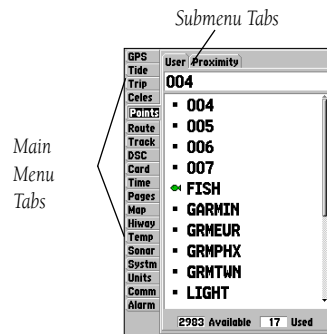 Submenu Tabs
Main
Menu
Tabs
GPS
Tide
Trip
Celes
Points
Route
Track
DSC
Card
Time
Pages
Map
Hiway
Temp
Sonar
Systm
Units
Comm
Alarm
User Proximity
004
004
005
006
007
FISH
GARMIN
GRMEUR
GRMPHX
GRMTWN
LIGHT
2983 Available 17 Used